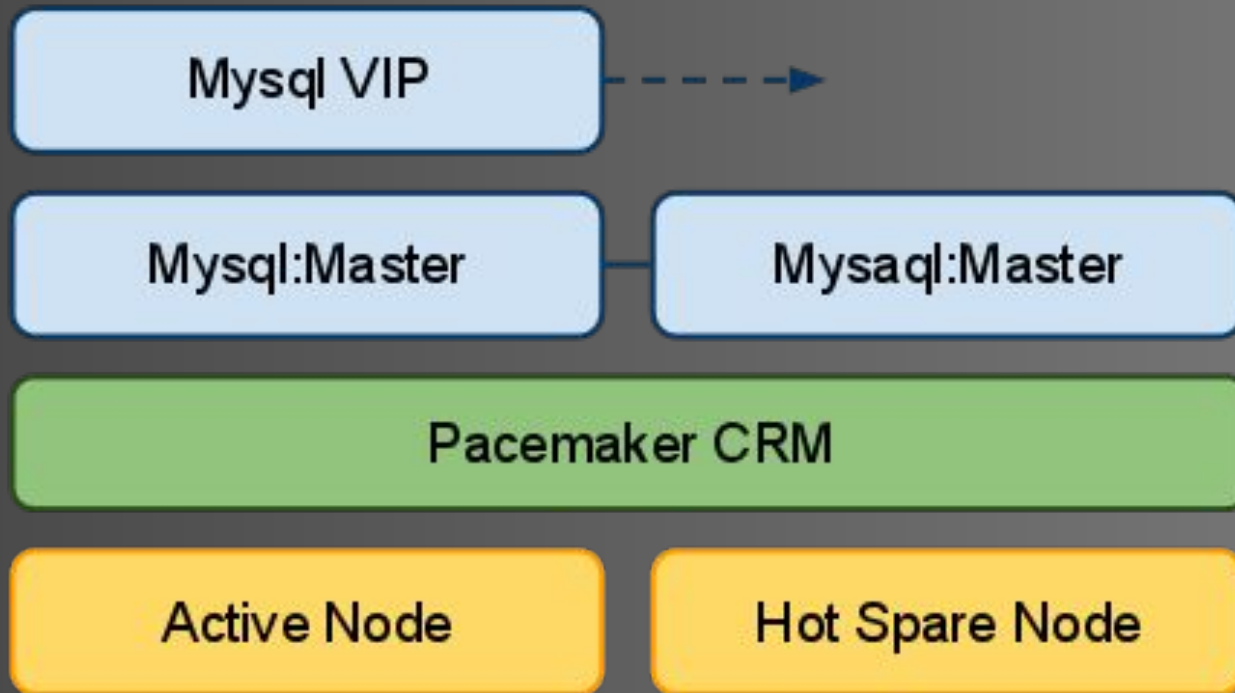 Mysql VIP
Mysql:Master
Mysaql:Master
Pacemaker CRM
Active Node
Hot Spare Node